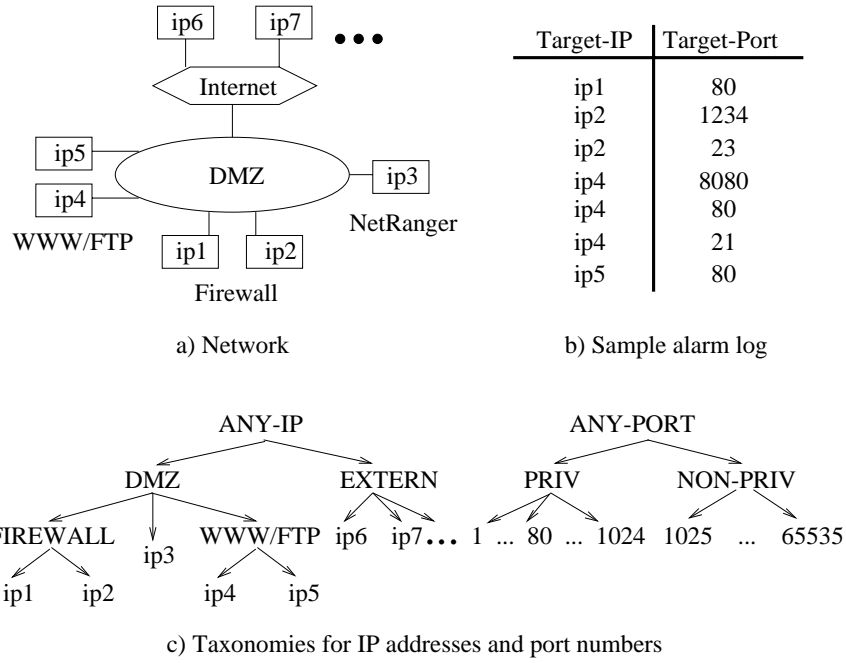 ip6 ip7
Internet
ip5
DMZ
ip3
ip4
NetRanger
WWW/FTP
ip1 ip2
Firewall
a) Network
Target-IP Target-Port
ip1 80
ip2 1234
ip2 23
ip4 8080
ip4 80
ip4 21
ip5 80
b) Sample alarm log
ANY-IP ANY-PORT
DMZ EXTERN PRIV NON-PRIV
FIREWALL ip3 WWW/FTP ip6 ip7... 1 ... 80 ... 1024 1025 ... 65535
ip1 ip2 ip4 ip5
c) Taxonomies for IP addresses and port numbers